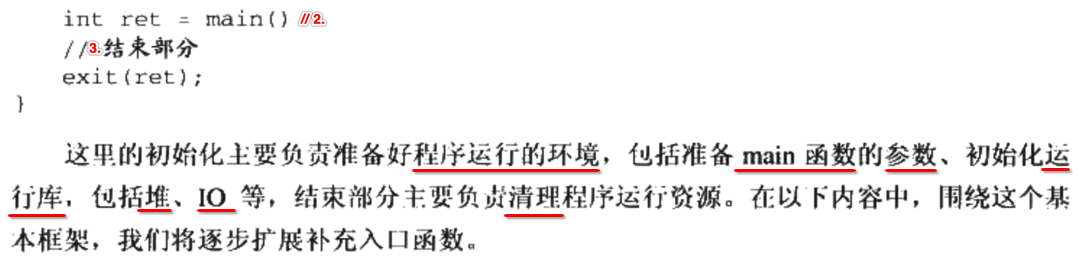 int ret = main() //2.
//3.结束部分
exit(ret);
}
这里的初始化主要负责准备好程序运行的环境，包括准备 main 函数的参数、初始化运
行库，包括堆、IO 等，结束部分主要负责清理程序运行资源。在以下内容中，围绕这个基
本框架，我们将逐步扩展补充入口函数。